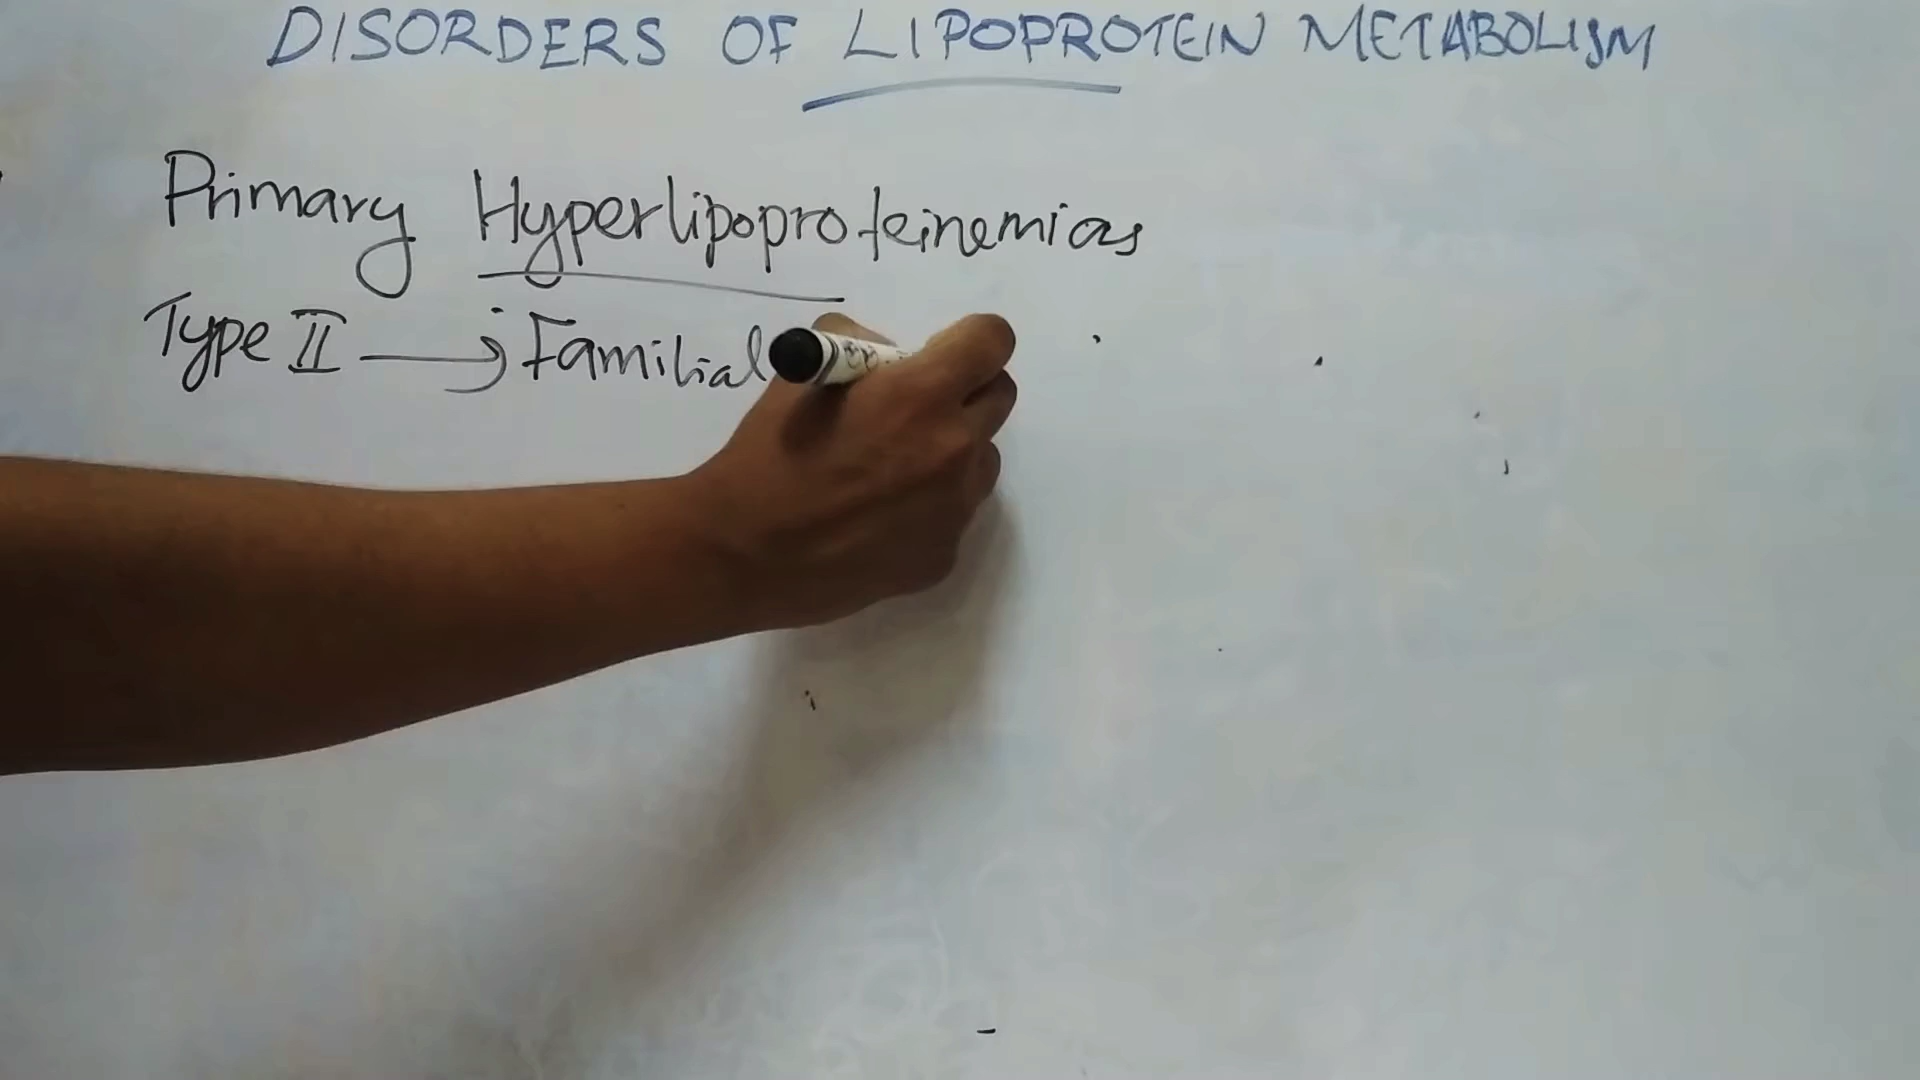 DISORDERS OF LIPOPROTEIN METABOLISM
Primary Hyperlipoproteinemias
Type II → Familial